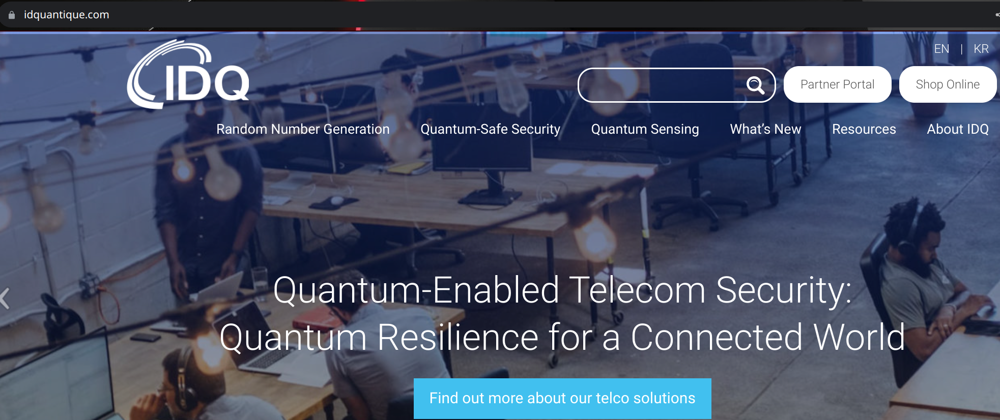 idquantique.com
EN | KR
IDQ
Partner Portal
Shop Online
Random Number Generation
Quantum-Safe Security
Quantum Sensing
What’s New
Resources
About IDQ
Quantum-Enabled Telecom Security:
Quantum Resilience for a Connected World
Find out more about our telco solutions